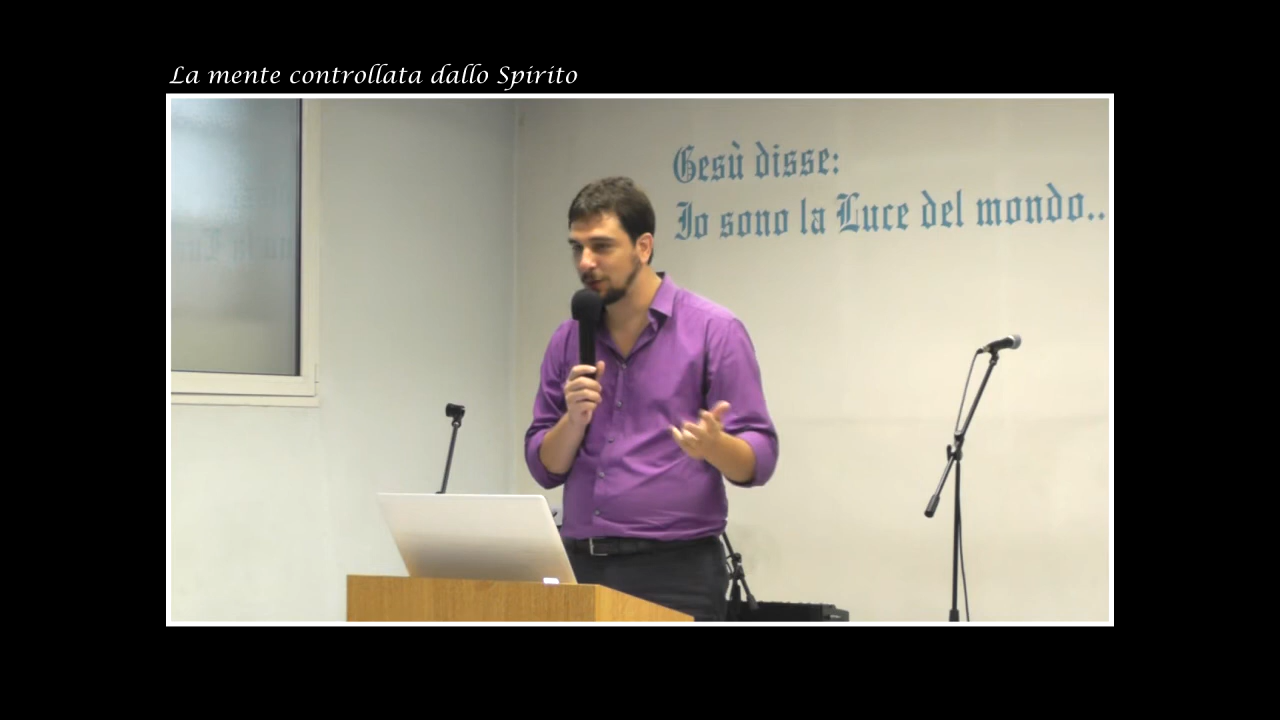 La mente controllata dallo Spirito
Gesù disse:
Io sono la Luce del mondo..